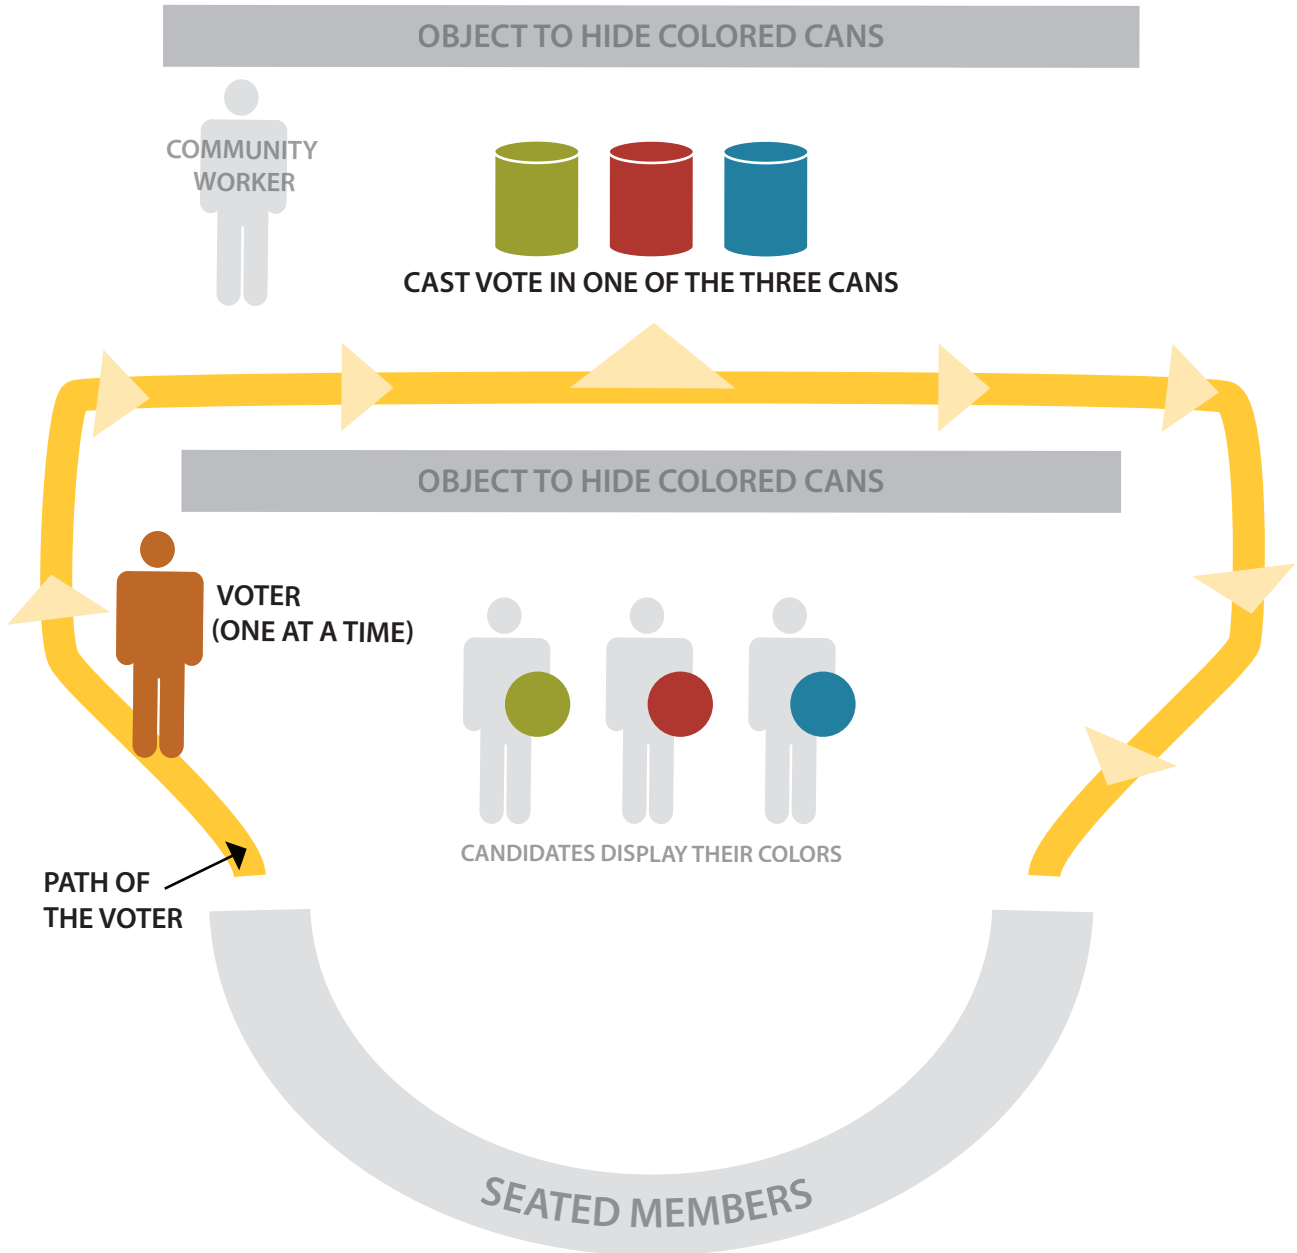 OBJECT TO HIDE COLORED CANS
COMMUNITY
WORKER
CAST VOTE IN ONE OF THE THREE CANS
OBJECT TO HIDE COLORED CANS
VOTER
(ONE AT A TIME)
CANDIDATES DISPLAY THEIR COLORS
PATH OF
THE VOTER
SEATED MEMBERS